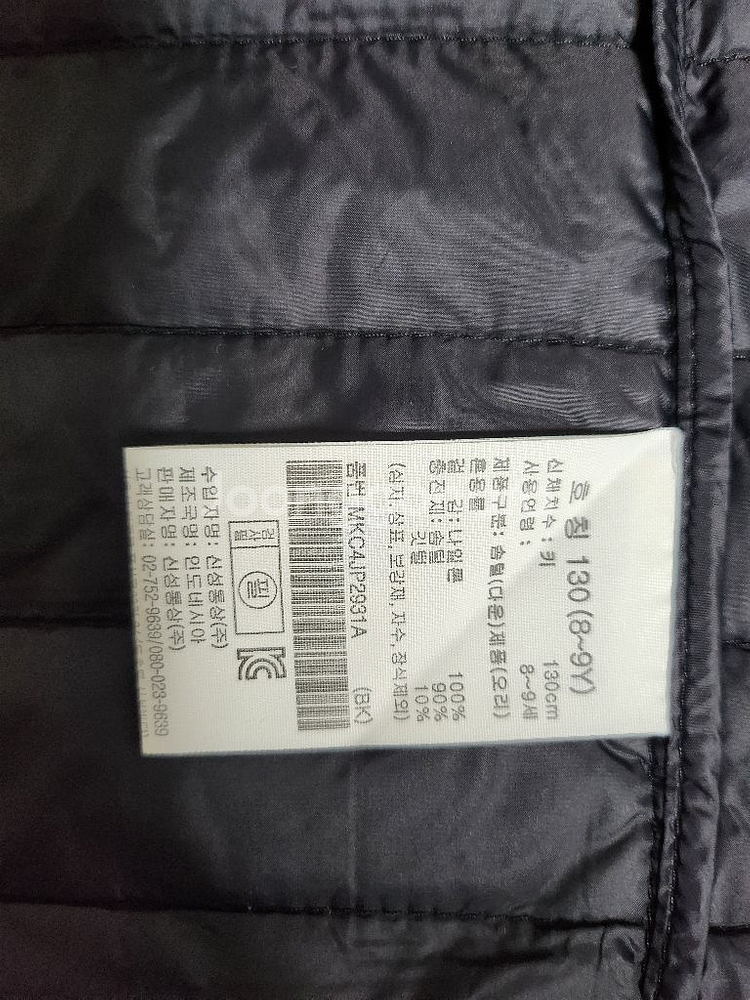 호 칭 130 (8~9Y)
신체치수 : 키 130cm
사용연령 : 8~9세
제품구분: 솜털(다운)제품(오리)
혼용률
겉 감: 나일론 100%
충전재: 솜털 90%
깃털 10%
(심지, 상표, 보강재, 자수, 장식제외)
품번 MKC4JP2931A (BK)
검사필 필
KC
수입자명: 신성통상(주)
제조국명: 인도네시아
판매자명: 신성통상(주)
고객상담실: 02-752-9639/080-023-9639